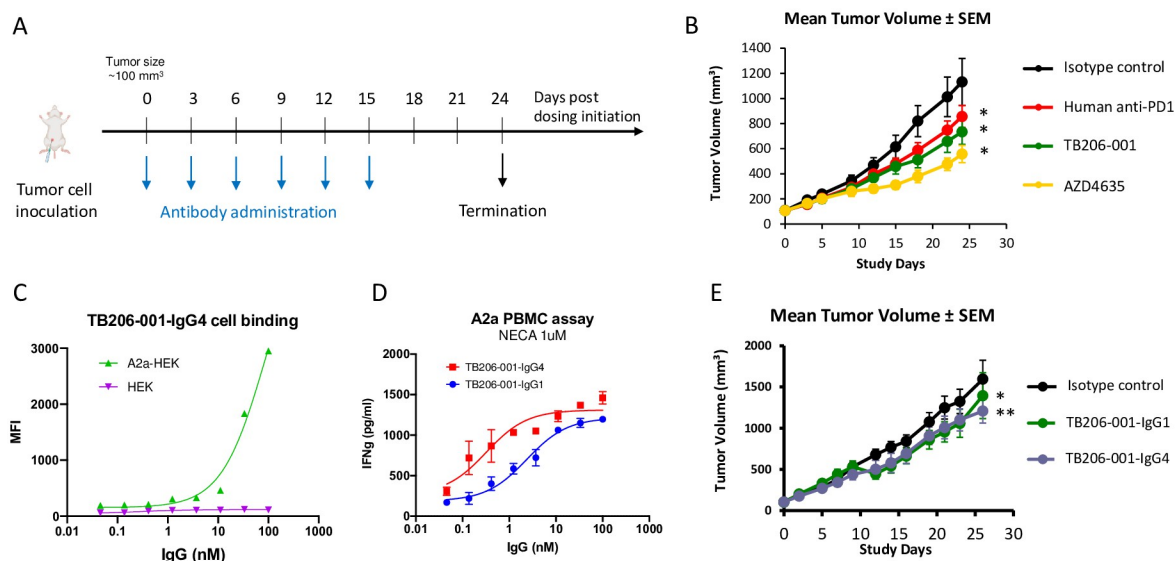 A
Tumor size
~100 mm³
0 3 6 9 12 15 18 21 24
Days post
dosing initiation
Tumor cell
inoculation
Antibody administration
Termination
B
Mean Tumor Volume ± SEM
Tumor Volume (mm³)
1400
1200
1000
800
600
400
200
0
0 5 10 15 20 25 30
Study Days
*
*
*
Isotype control
Human anti-PD1
TB206-001
AZD4635
C
TB206-001-IgG4 cell binding
MFI
3000
2000
1000
0
A2a-HEK
HEK
0.01 0.1 1 10 100 1000
IgG (nM)
D
A2a PBMC assay
NECA 1uM
IFNg (pg/ml)
2000
1500
1000
500
0
TB206-001-IgG4
TB206-001-IgG1
0.01 0.1 1 10 100 1000
IgG (nM)
E
Mean Tumor Volume ± SEM
Tumor Volume (mm³)
2000
1500
1000
500
0
0 5 10 15 20 25 30
Study Days
*
**
Isotype control
TB206-001-IgG1
TB206-001-IgG4